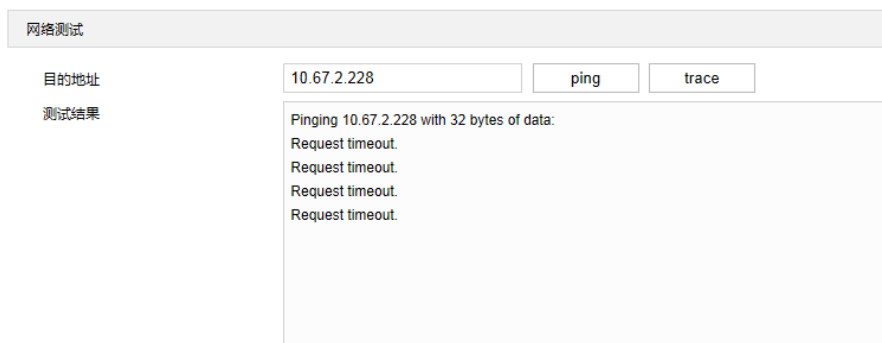 网络测试
目的地址 10.67.2.228 ping trace
测试结果
Pinging 10.67.2.228 with 32 bytes of data:
Request timeout.
Request timeout.
Request timeout.
Request timeout.